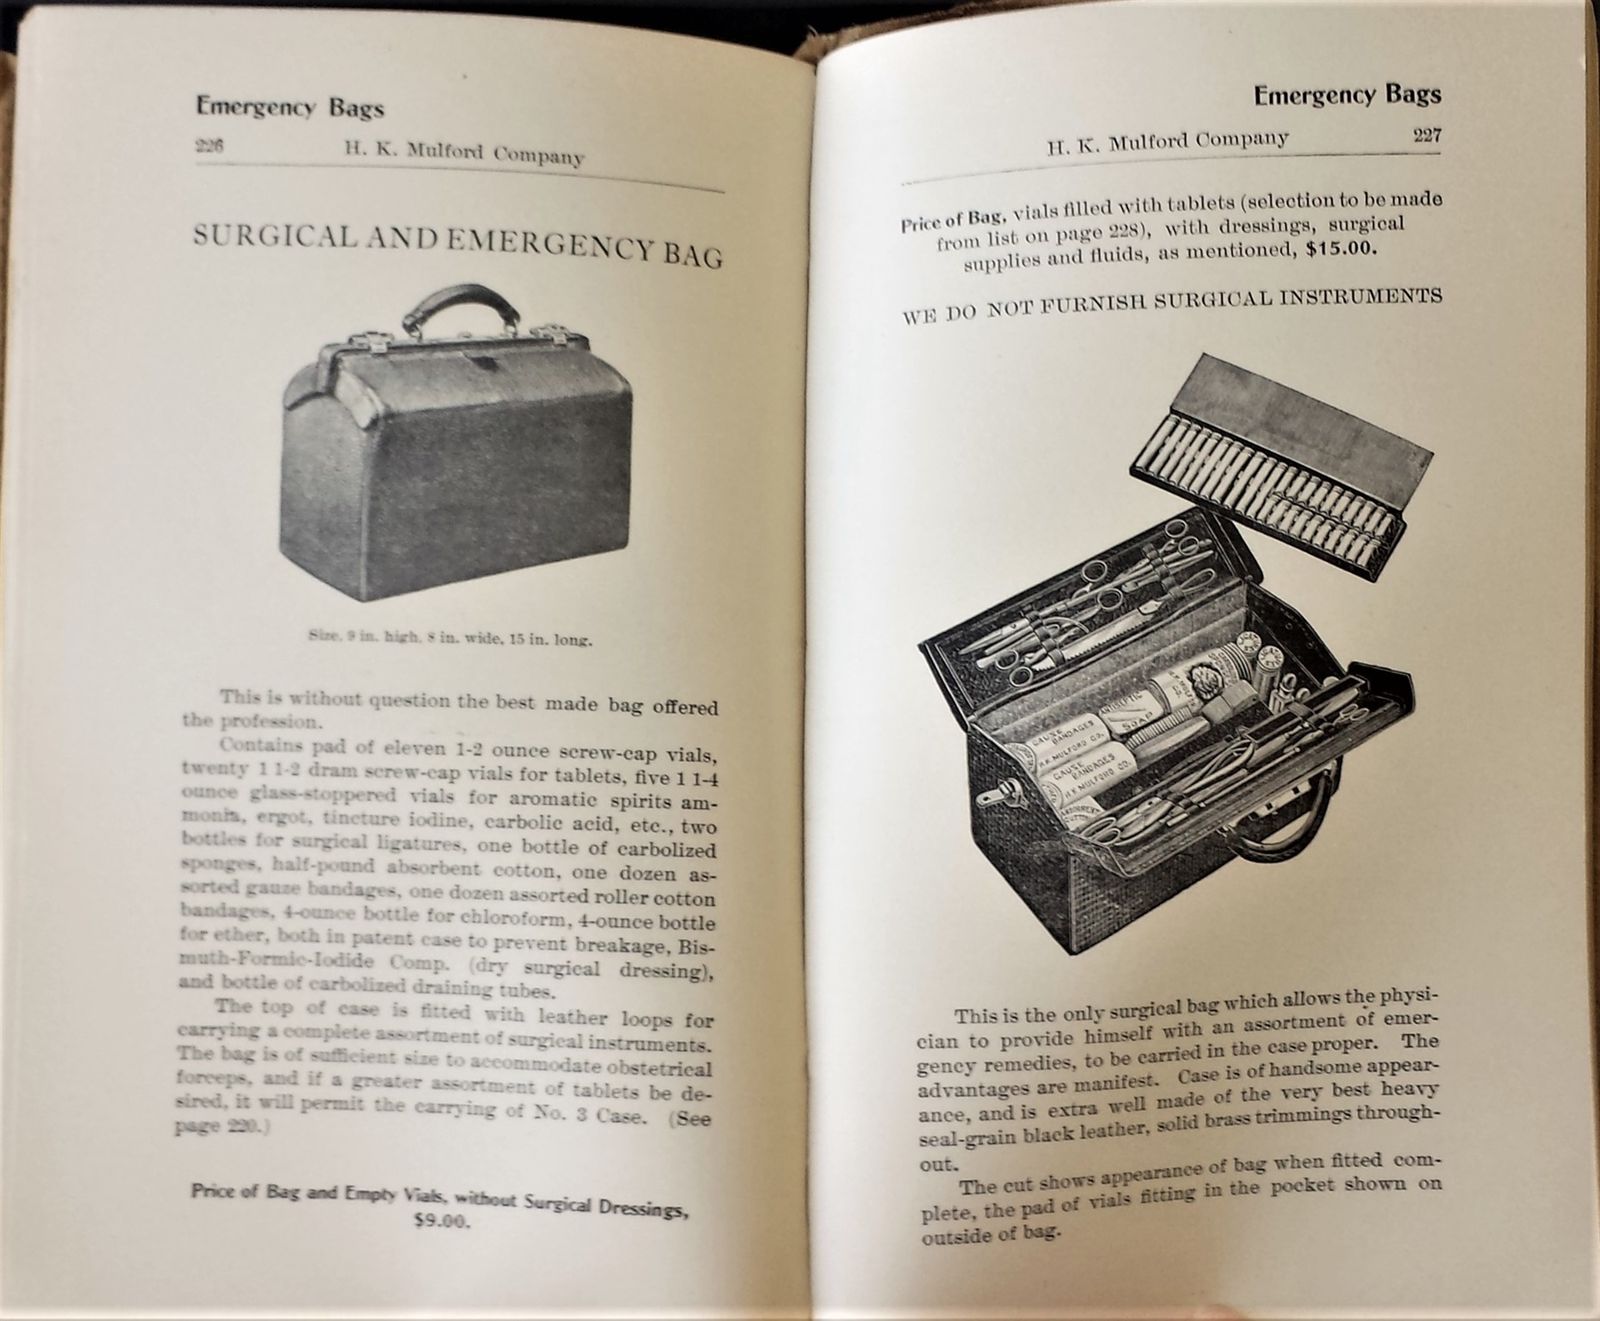 Emergency Bags
226 H. K. Mulford Company
SURGICAL AND EMERGENCY BAG
Size, 9 in. high, 8 in. wide, 15 in. long.
This is without question the best made bag offered
the profession.
Contains pad of eleven 1-2 ounce screw-cap vials,
twenty 1 1-2 dram screw-cap vials for tablets, five 1 1-4
ounce glass-stoppered vials for aromatic spirits am-
monia, ergot, tincture iodine, carbolic acid, etc., two
bottles for surgical ligatures, one bottle of carbolized
sponges, half-pound absorbent cotton, one dozen as-
sorted gauze bandages, one dozen assorted roller cotton
bandages, 4-ounce bottle for chloroform, 4-ounce bottle
for ether, both in patent case to prevent breakage, Bis-
muth-Formic-Iodide Comp. (dry surgical dressing),
and bottle of carbolized draining tubes.
The top of case is fitted with leather loops for
carrying a complete assortment of surgical instruments.
The bag is of sufficient size to accommodate obstetrical
forceps, and if a greater assortment of tablets be de-
sired, it will permit the carrying of No. 3 Case. (See
page 220.)
Price of Bag and Empty Vials, without Surgical Dressings,
$9.00.
Emergency Bags
H. K. Mulford Company 227
Price of Bag, vials filled with tablets (selection to be made
from list on page 228), with dressings, surgical
supplies and fluids, as mentioned, $15.00.
WE DO NOT FURNISH SURGICAL INSTRUMENTS
ANTISEPTIC
SOAP
GAUZE
BANDAGES
H. K. MULFORD CO.
GAUZE
BANDAGES
H. K. MULFORD CO.
COTTON
This is the only surgical bag which allows the physi-
cian to provide himself with an assortment of emer-
gency remedies, to be carried in the case proper. The
advantages are manifest. Case is of handsome appear-
ance, and is extra well made of the very best heavy
seal-grain black leather, solid brass trimmings through-
out.
The cut shows appearance of bag when fitted com-
plete, the pad of vials fitting in the pocket shown on
outside of bag.